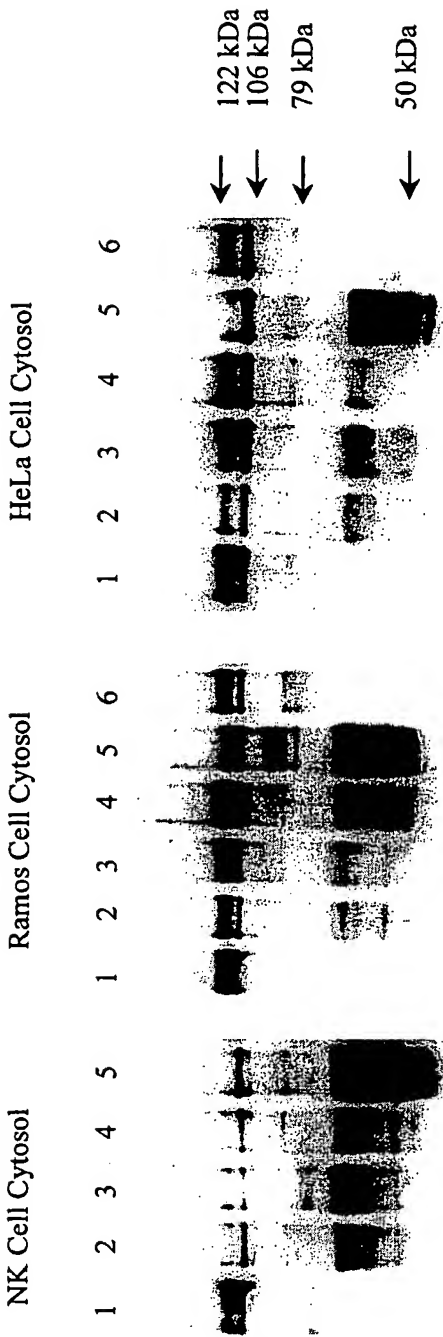 NK Cell Cytosol
1 2 3 4 5
Ramos Cell Cytosol
1 2 3 4 5 6
HeLa Cell Cytosol
1 2 3 4 5 6
122 kDa
106 kDa
79 kDa
50 kDa